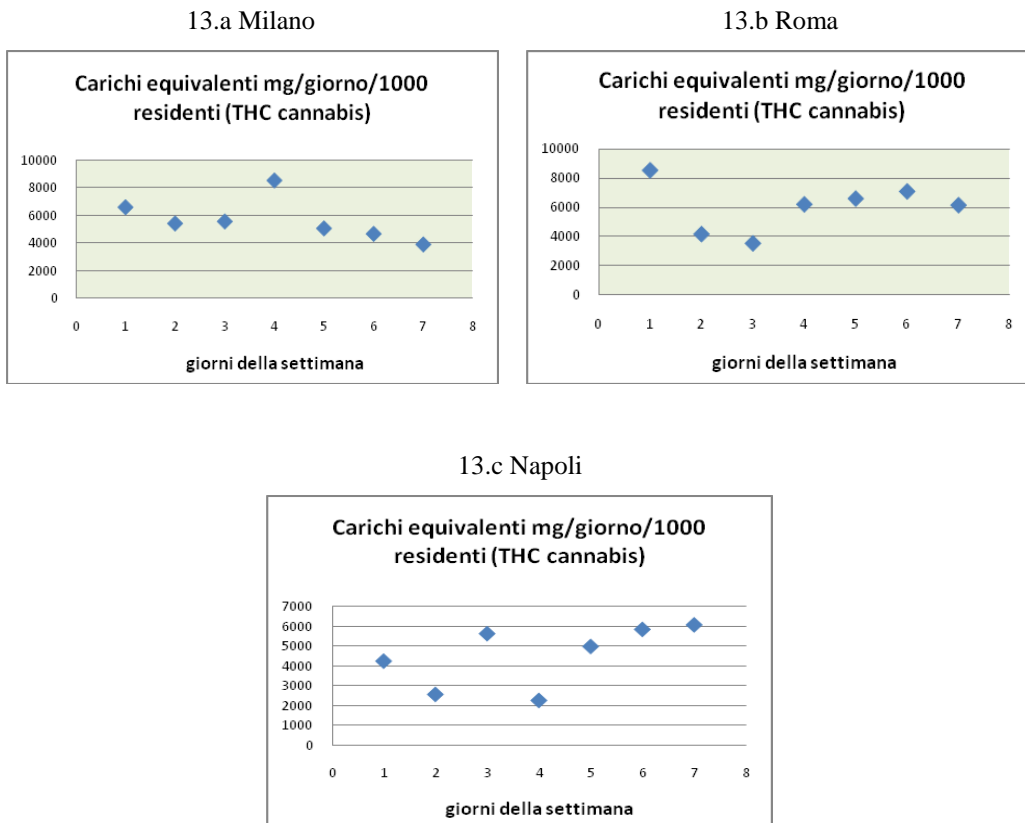 13.a Milano
Carichi equivalenti mg/giorno/1000
residenti (THC cannabis)
10000
8000
6000
4000
2000
0
0 1 2 3 4 5 6 7 8
giorni della settimana
13.b Roma
Carichi equivalenti mg/giorno/1000
residenti (THC cannabis)
10000
8000
6000
4000
2000
0
0 1 2 3 4 5 6 7 8
giorni della settimana
13.c Napoli
Carichi equivalenti mg/giorno/1000
residenti (THC cannabis)
7000
6000
5000
4000
3000
2000
1000
0
0 1 2 3 4 5 6 7 8
giorni della settimana